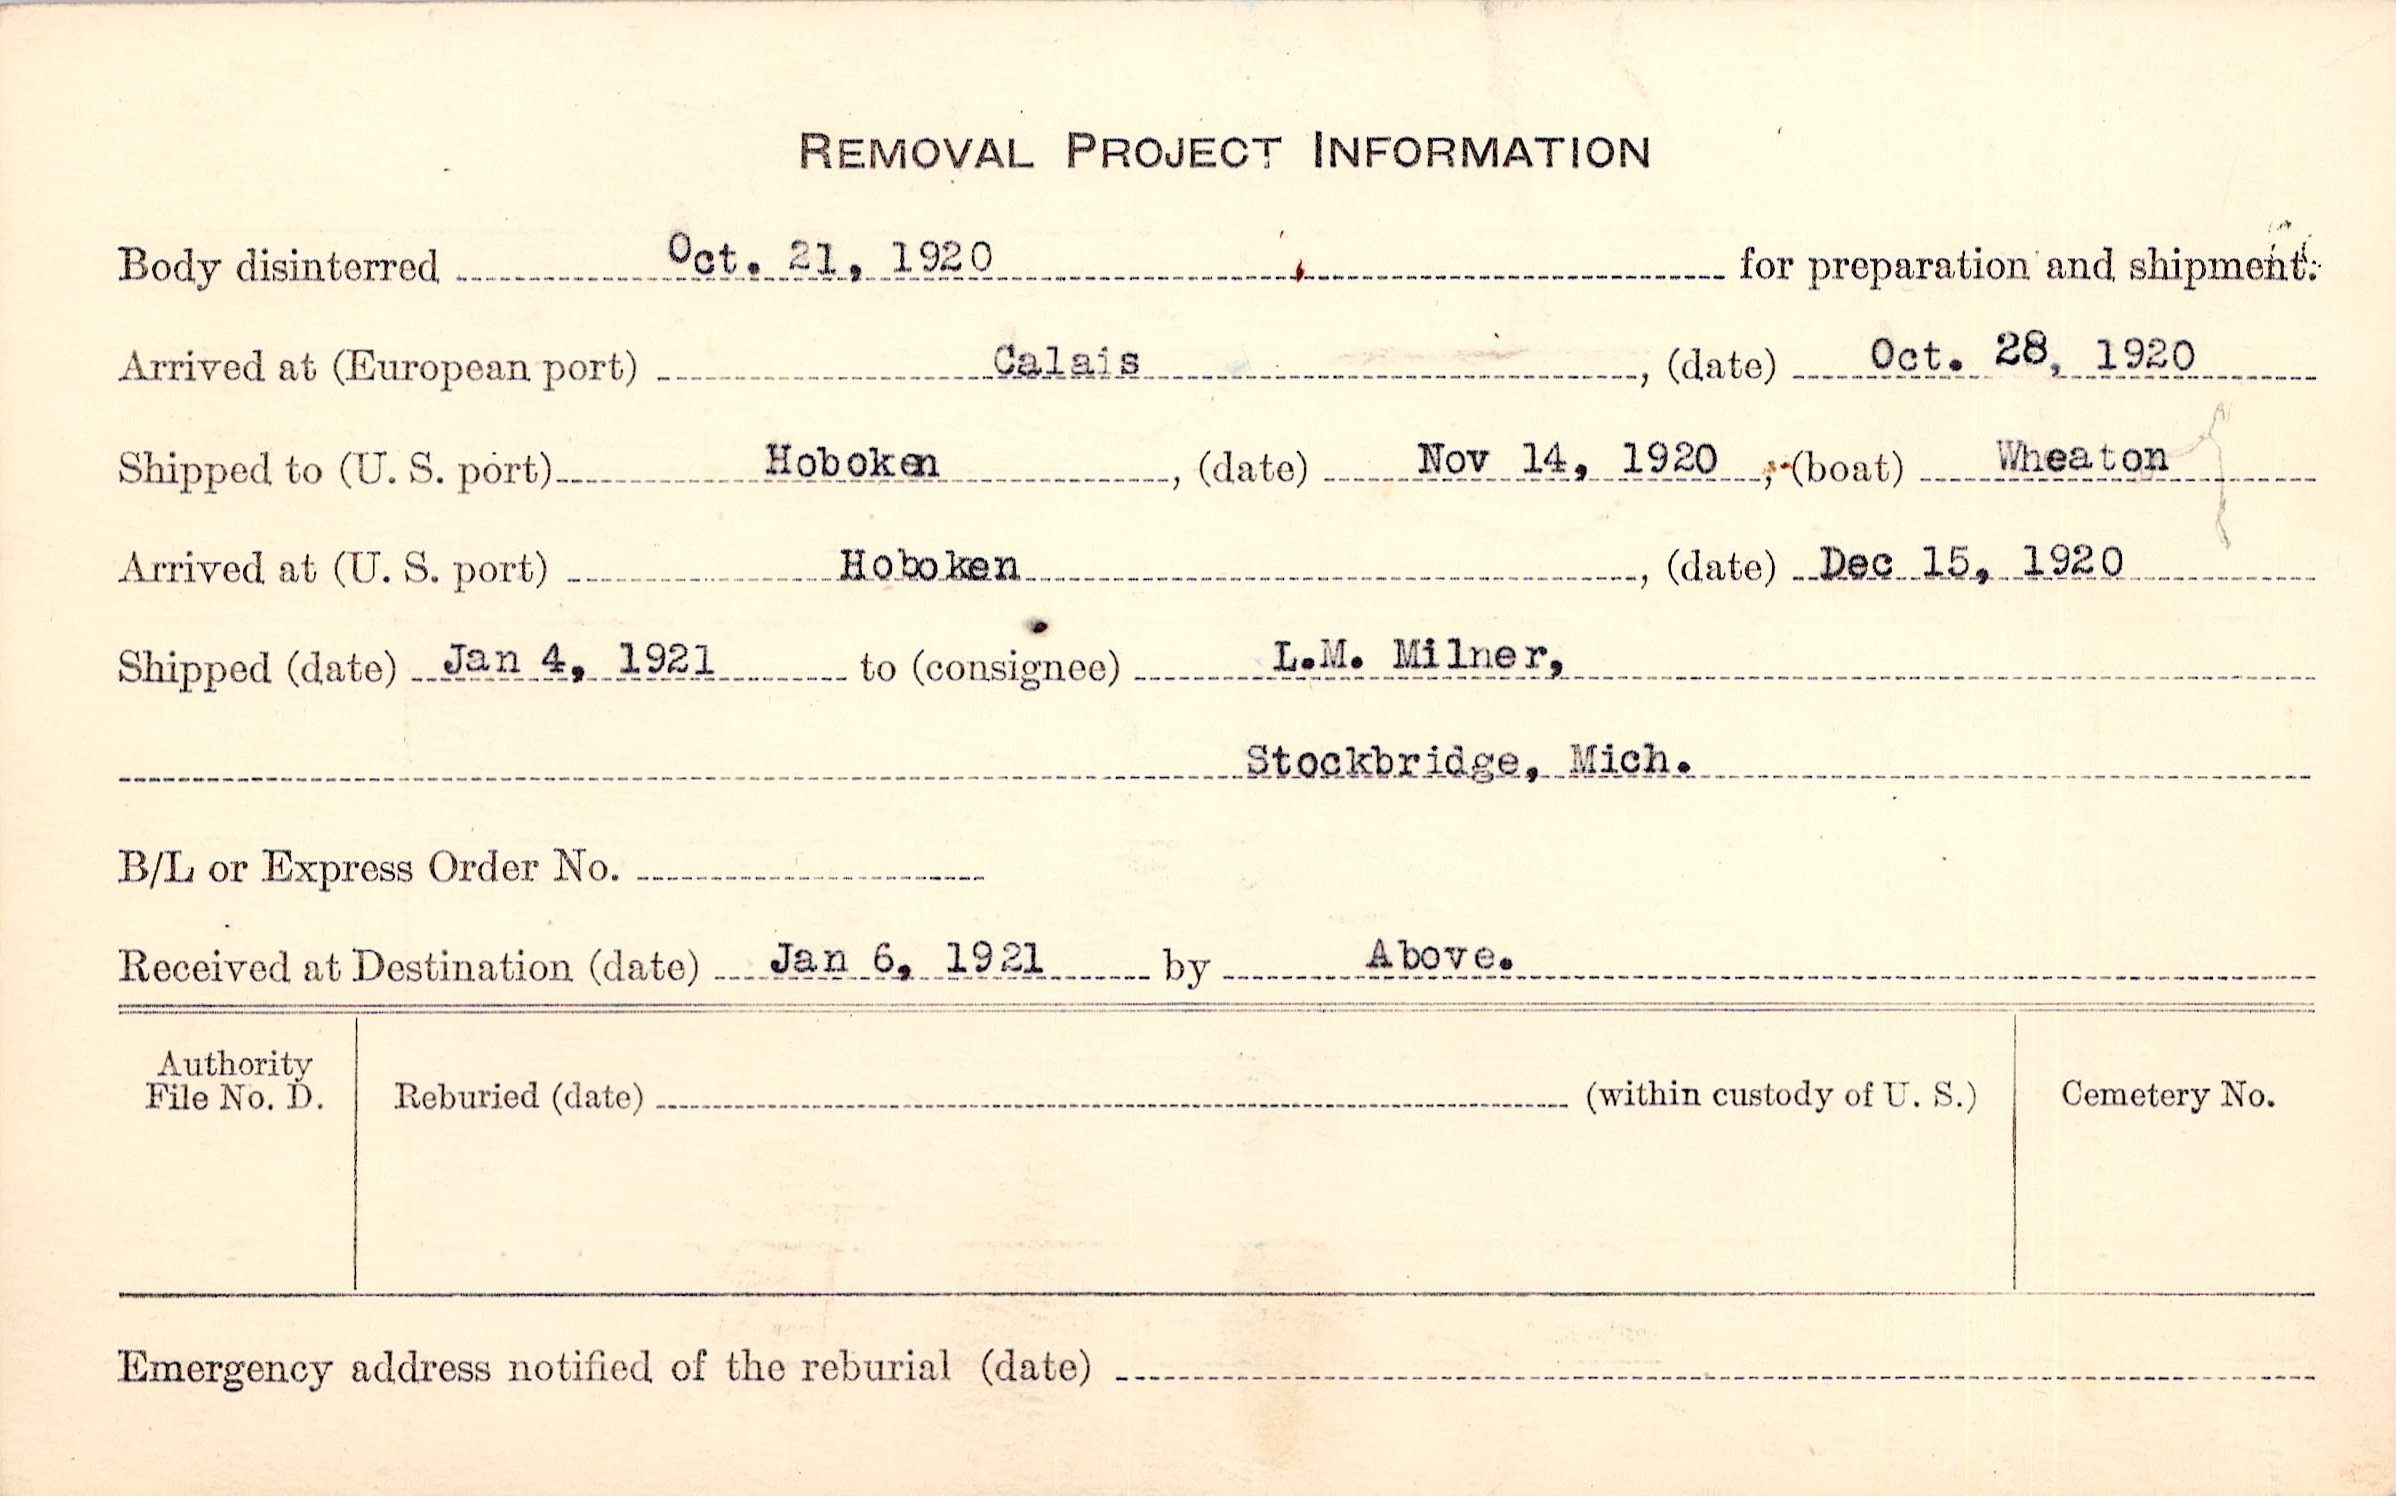 REMOVAL PROJECT INFORMATION
Body disinterred Oct. 21, 1920 for preparation and shipment.
Arrived at (European port) Calais, (date) Oct. 28, 1920
Shipped to (U. S. port) Hoboken, (date) Nov 14, 1920, (boat) Wheaton
Arrived at (U. S. port) Hoboken, (date) Dec 15, 1920
Shipped (date) Jan 4, 1921 to (consignee) L.M. Milner,
Stockbridge, Mich.
B/L or Express Order No.
Received at Destination (date) Jan 6, 1921 by Above.
Authority
File No. D.
Reburied (date) (within custody of U. S.)
Cemetery No.
Emergency address notified of the reburial (date)